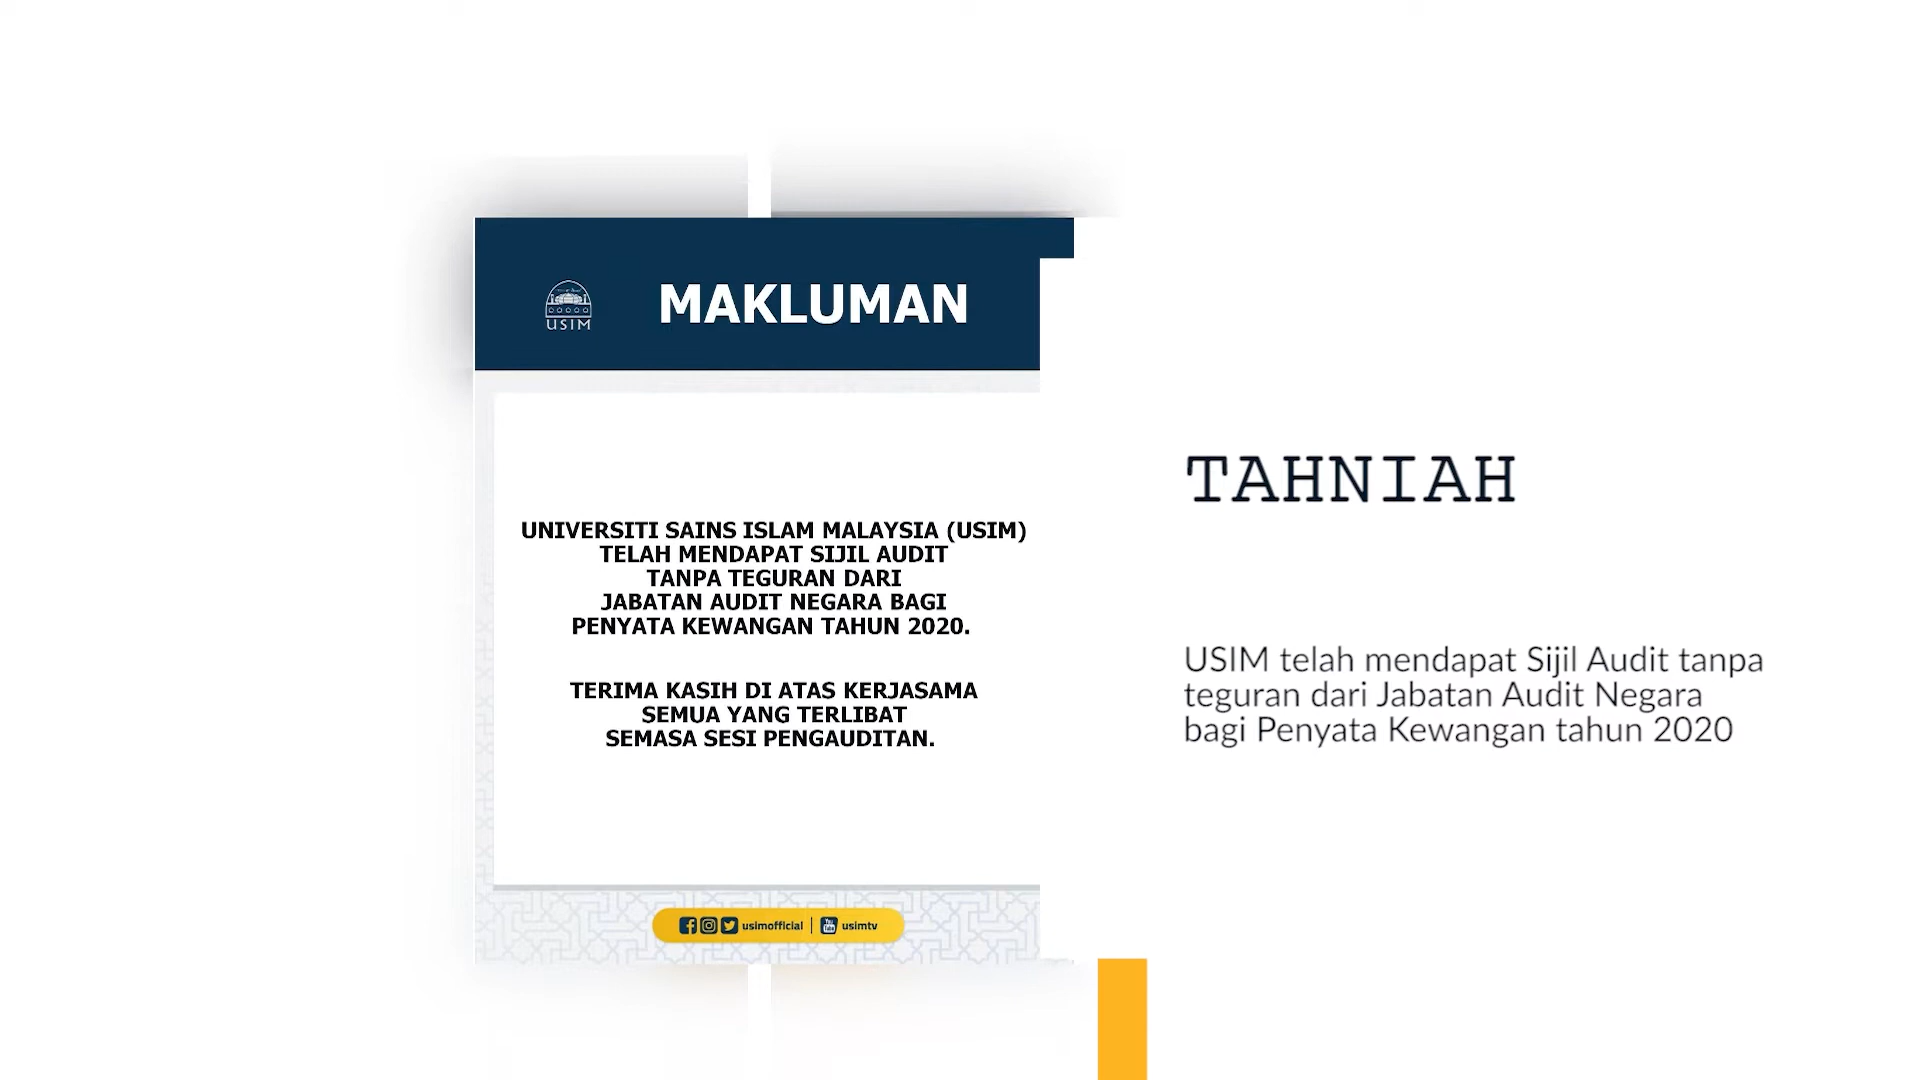 USIM
MAKLUMAN
UNIVERSITI SAINS ISLAM MALAYSIA (USIM)
TELAH MENDAPAT SIJIL AUDIT
TANPA TEGURAN DARI
JABATAN AUDIT NEGARA BAGI
PENYATA KEWANGAN TAHUN 2020.
TERIMA KASIH DI ATAS KERJASAMA
SEMUA YANG TERLIBAT
SEMASA SESI PENGAUDITAN.
usimofficial | usimtv
TAHNIAH
USIM telah mendapat Sijil Audit tanpa
teguran dari Jabatan Audit Negara
bagi Penyata Kewangan tahun 2020